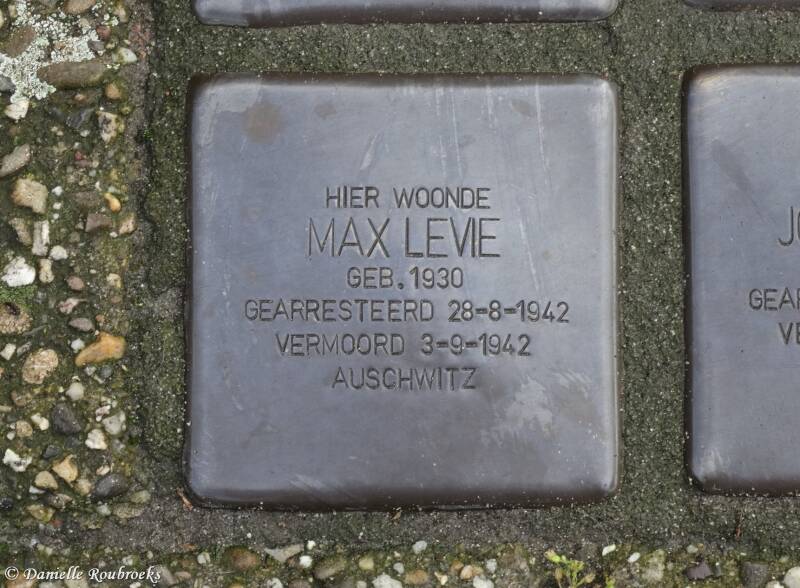 HIER WOONDE
MAX LEVIE
GEB. 1930
GEARRESTEERD 28-8-1942
VERMOORD 3-9-1942
AUSCHWITZ
© Danielle Roubroeks